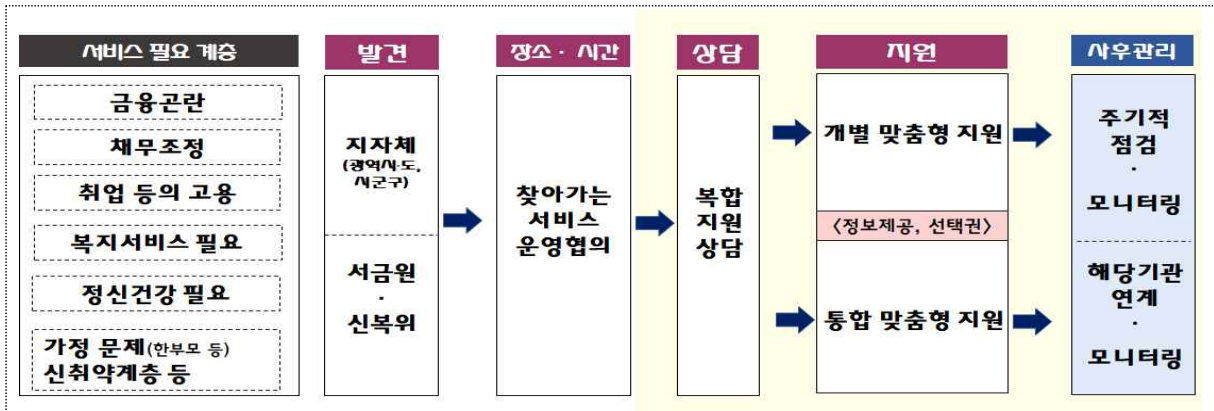 서비스 필요 계층
금융곤란
채무조정
취업 등의 고용
복지서비스 필요
정신건강 필요
가정 문제(한부모 등)
신취약계층 등
발견
지자체
(광역시·도,
시군구)
서금원
·
신복위
장소 · 시간
찾아가는
서비스
운영협의
상담
복합
지원
상담
지원
개별 맞춤형 지원
<정보제공, 선택권>
통합 맞춤형 지원
사후관리
주기적
점검
·
모니터링
해당기관
연계
·
모니터링